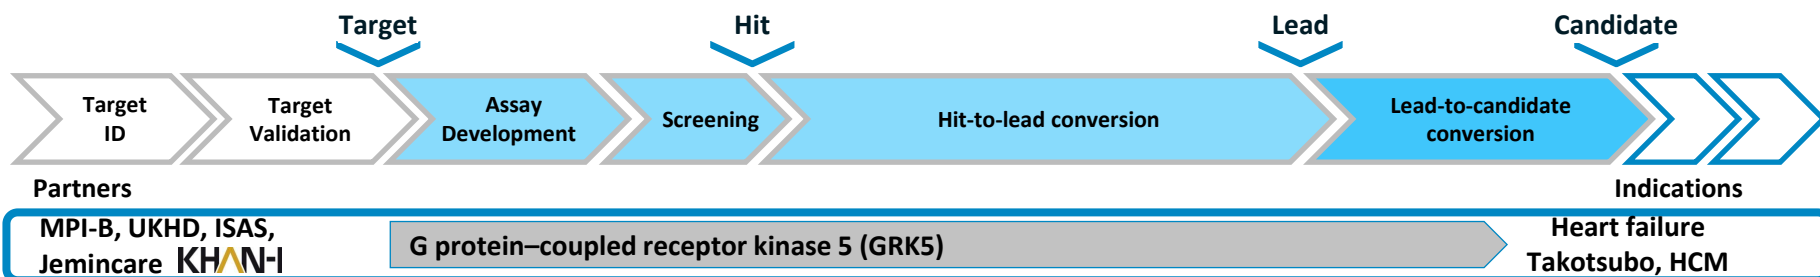 Target Hit Lead Candidate
Target
ID
Target
Validation
Assay
Development
Screening
Hit-to-lead conversion
Lead-to-candidate
conversion
Partners
Indications
MPI-B, UKHD, ISAS,
Jemincare KHAN-I
G protein–coupled receptor kinase 5 (GRK5)
Heart failure
Takotsubo, HCM